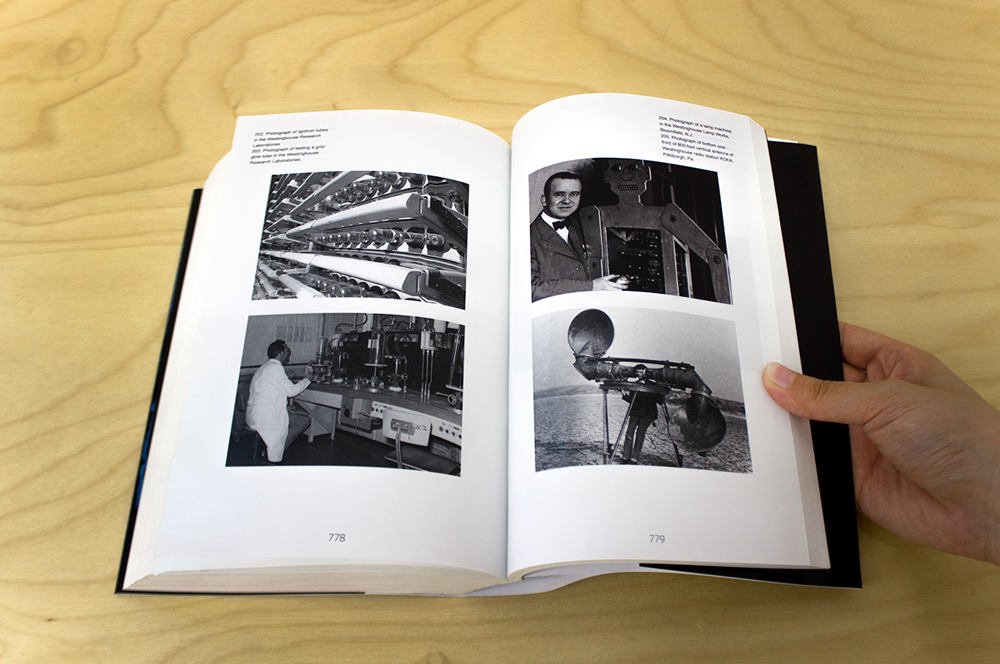 202. Photograph of Ignitron tubes
in the Westinghouse Research
Laboratories.
203. Photograph of testing a grid-
glow tube in the Westinghouse
Research Laboratories.
778
204. Photograph of a lamp machine
in the Westinghouse Lamp Works,
Bloomfield, N.J.
205. Photograph of bottom one-
third of 600-foot vertical antenna of
Westinghouse radio station KDKA,
Pittsburgh, Pa.
779